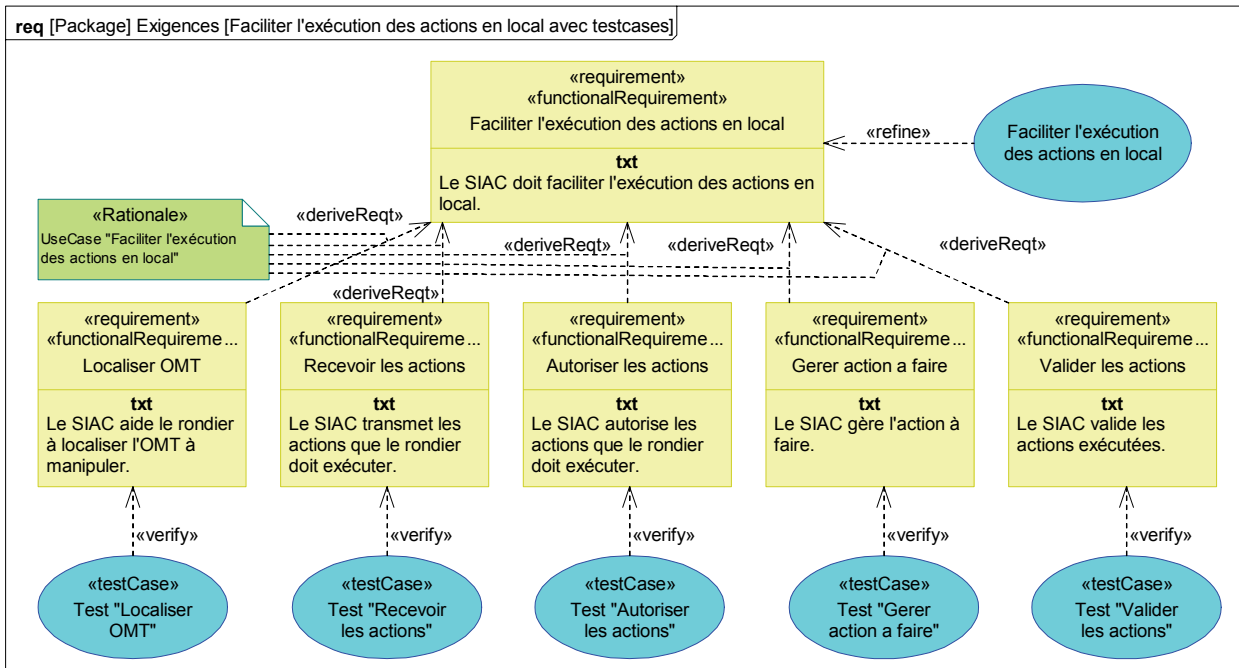 req [Package] Exigences [Faciliter l'exécution des actions en local avec testcases]
«requirement»
«functionalRequirement»
Faciliter l'exécution des actions en local
txt
Le SIAC doit faciliter l'exécution des actions en
local.
«refine»
Faciliter l'exécution
des actions en local
«Rationale»
UseCase "Faciliter l'exécution
des actions en local"
«deriveReqt»
«deriveReqt»
«deriveReqt»
«deriveReqt»
«deriveReqt»
«requirement»
«functionalRequireme...
Localiser OMT
txt
Le SIAC aide le rondier
à localiser l'OMT à
manipuler.
«requirement»
«functionalRequireme...
Recevoir les actions
txt
Le SIAC transmet les
actions que le rondier
doit exécuter.
«requirement»
«functionalRequireme...
Autoriser les actions
txt
Le SIAC autorise les
actions que le rondier
doit exécuter.
«requirement»
«functionalRequireme...
Gerer action a faire
txt
Le SIAC gère l'action à
faire.
«requirement»
«functionalRequireme...
Valider les actions
txt
Le SIAC valide les
actions exécutées.
«verify»
«verify»
«verify»
«verify»
«verify»
«testCase»
Test "Localiser
OMT"
«testCase»
Test "Recevoir
les actions"
«testCase»
Test "Autoriser
les actions"
«testCase»
Test "Gerer
action a faire"
«testCase»
Test "Valider
les actions"